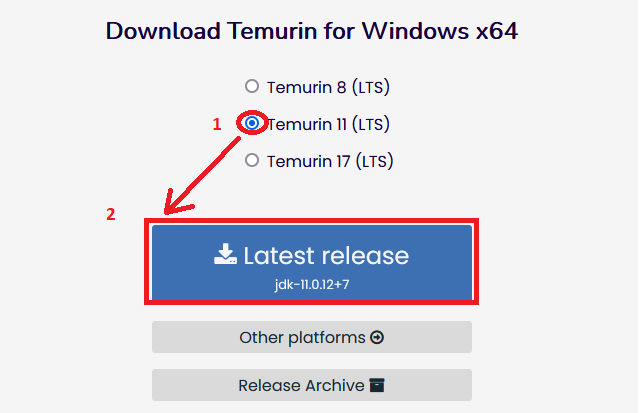 Download Temurin for Windows x64
Temurin 8 (LTS)
1
Temurin 11 (LTS)
Temurin 17 (LTS)
2
Latest release
jdk-11.0.12+7
Other platforms
Release Archive